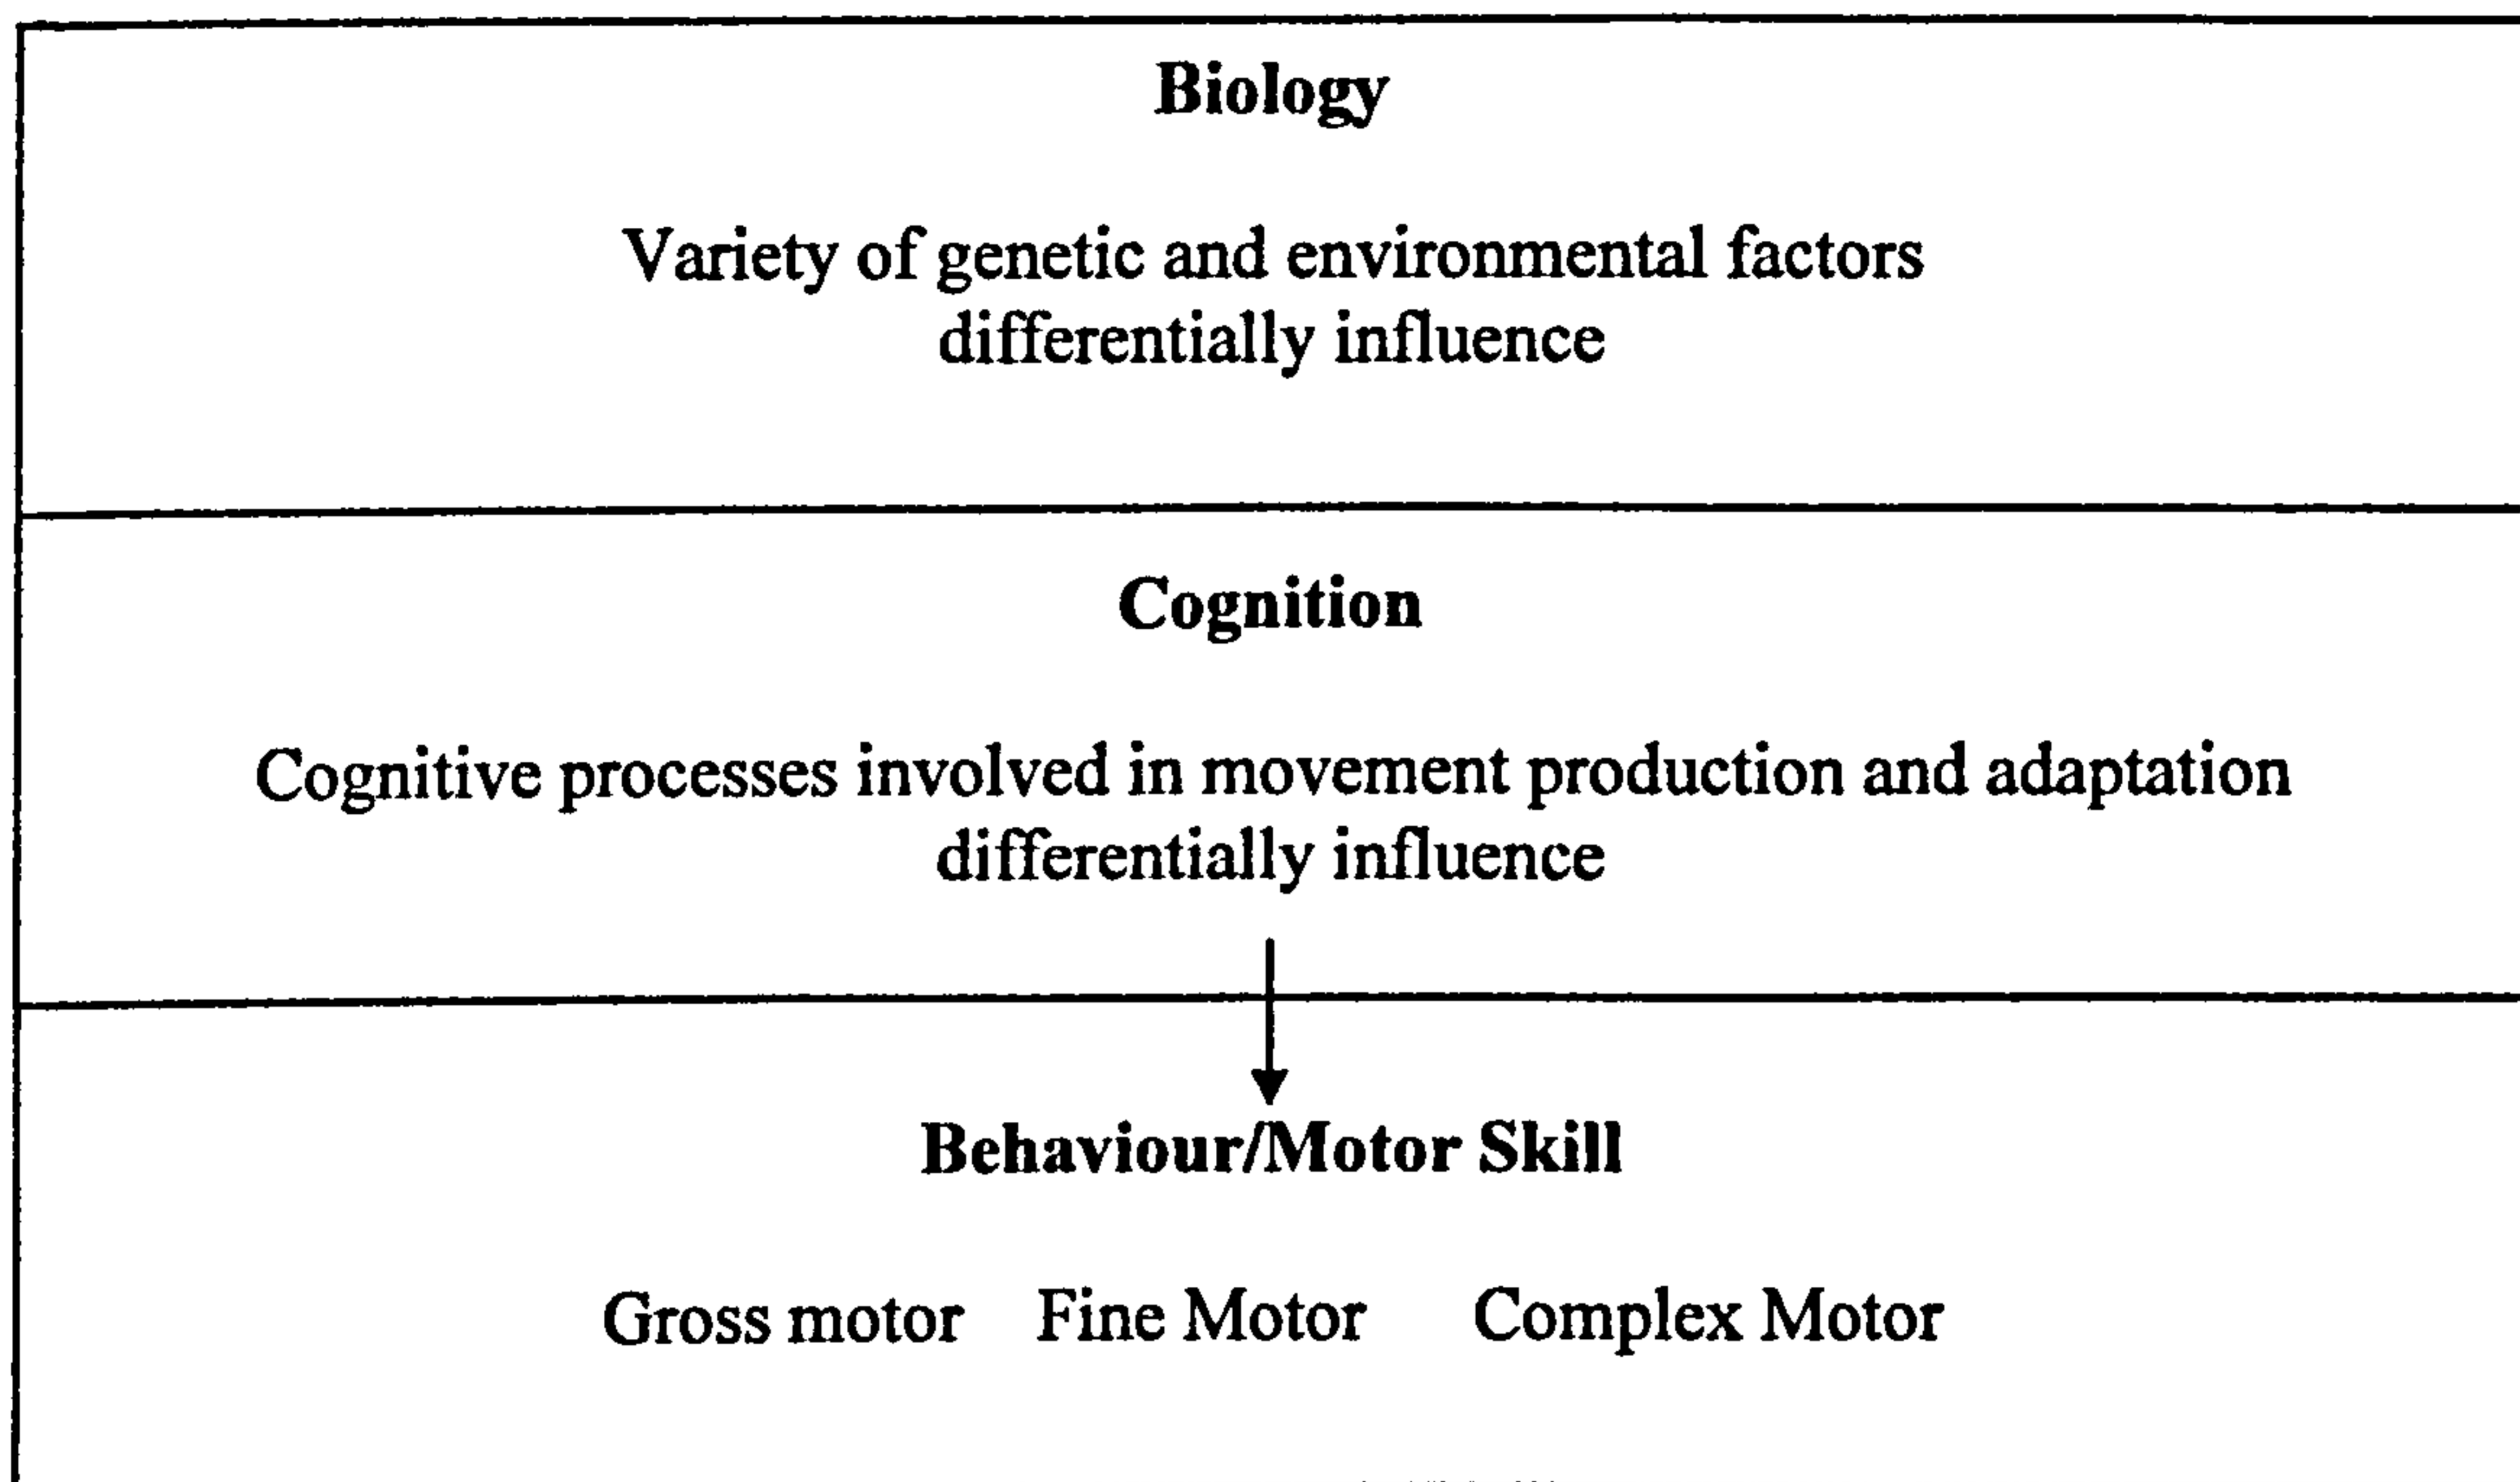 Biology
Variety of genetic and environmental factors
differentially influence
Cognition
Cognitive processes involved in movement production and adaptation
differentially influence
Behaviour/Motor Skill
Gross motor Fine Motor Complex Motor